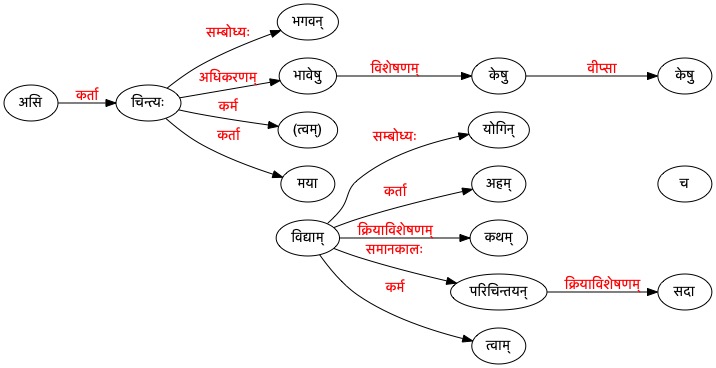 भगवन्
सम्बोध्यः
अधिकरणम् भावेषु विशेषणम् केषु वीप्सा केषु
असि कर्ता चिन्त्यः
कर्म (त्वम्)
कर्ता सम्बोध्यः योगिन्
मया कर्ता अहम् च
विद्याम् क्रियाविशेषणम् कथम्
समानकालः
कर्म परिचिन्तयन् क्रियाविशेषणम् सदा
त्वाम्